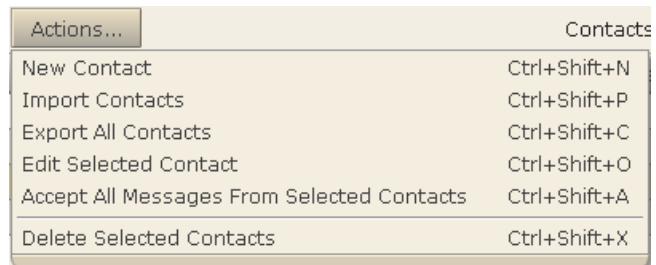 Actions... Contacts
New Contact Ctrl+Shift+N
Import Contacts Ctrl+Shift+P
Export All Contacts Ctrl+Shift+C
Edit Selected Contact Ctrl+Shift+O
Accept All Messages From Selected Contacts Ctrl+Shift+A
Delete Selected Contacts Ctrl+Shift+X